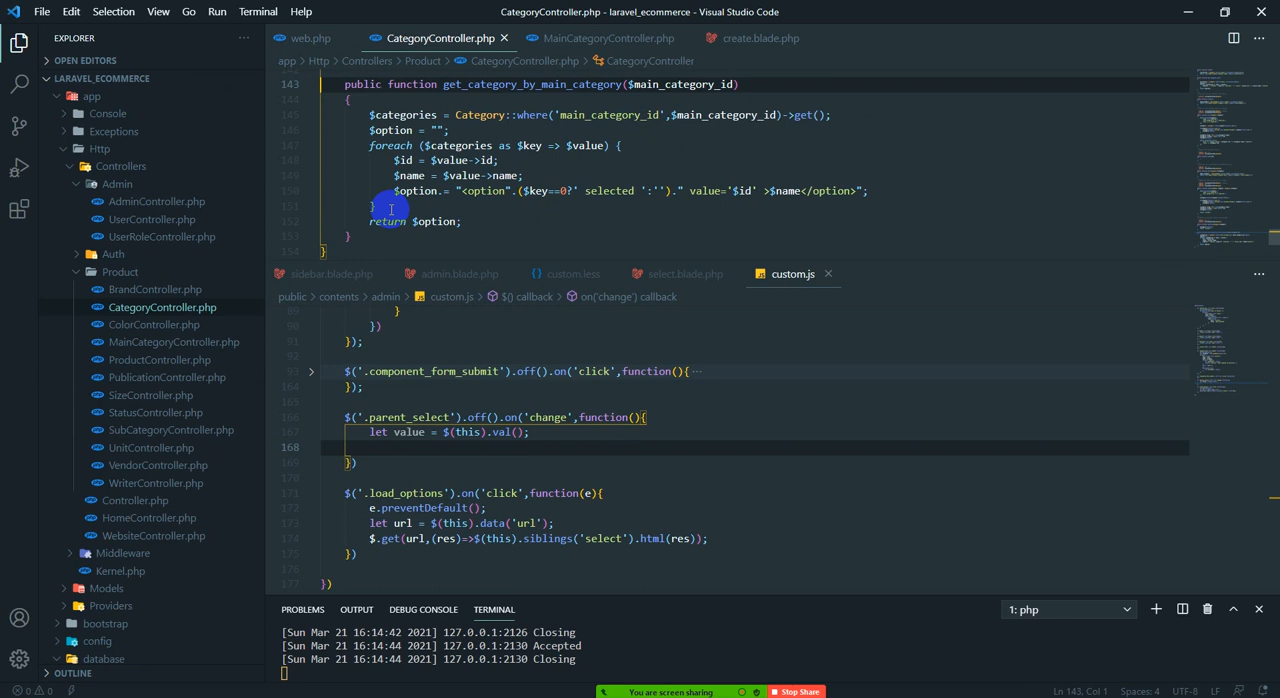 File Edit Selection View Go Run Terminal Help
CategoryController.php - laravel_ecommerce - Visual Studio Code
EXPLORER
OPEN EDITORS
LARAVEL_ECOMMERCE
app
Console
Exceptions
Http
Controllers
Admin
AdminController.php
UserController.php
UserRoleController.php
Auth
Product
BrandController.php
CategoryController.php
ColorController.php
MainCategoryController.php
ProductController.php
PublicationController.php
SizeController.php
StatusController.php
SubCategoryController.php
UnitController.php
VendorController.php
WriterController.php
Controller.php
HomeController.php
WebsiteController.php
Middleware
Kernel.php
Models
Providers
bootstrap
config
database
OUTLINE
web.php CategoryController.php MainCategoryController.php create.blade.php
app > Http > Controllers > Product > CategoryController.php > CategoryController
143 public function get_category_by_main_category($main_category_id)
144 {
145 $categories = Category::where('main_category_id',$main_category_id)->get();
146 $option = "";
147 foreach ($categories as $key => $value) {
148 $id = $value->id;
149 $name = $value->name;
150 $option.= "<option".($key==0?' selected ':'')." value='$id' >$name</option>";
151 }
152 return $option;
153 }
154 }
sidebar.blade.php admin.blade.php custom.less select.blade.php custom.js
public > contents > admin > custom.js > $() callback > on('change') callback
89 }
90 })
91 });
92
93 $('.component_form_submit').off().on('click',function(){ ...
164 });
165
166 $('.parent_select').off().on('change',function(){
167 let value = $(this).val();
168
169 })
170
171 $('.load_options').on('click',function(e){
172 e.preventDefault();
173 let url = $(this).data('url');
174 $.get(url,(res)=>$(this).siblings('select').html(res));
175 })
176
177 })
PROBLEMS OUTPUT DEBUG CONSOLE TERMINAL 1: php
[Sun Mar 21 16:14:42 2021] 127.0.0.1:2126 Closing
[Sun Mar 21 16:14:44 2021] 127.0.0.1:2130 Accepted
[Sun Mar 21 16:14:44 2021] 127.0.0.1:2130 Closing
0 0 You are screen sharing Stop Share Ln 143, Col 1 Spaces: 4 UTF-8 LF PHP